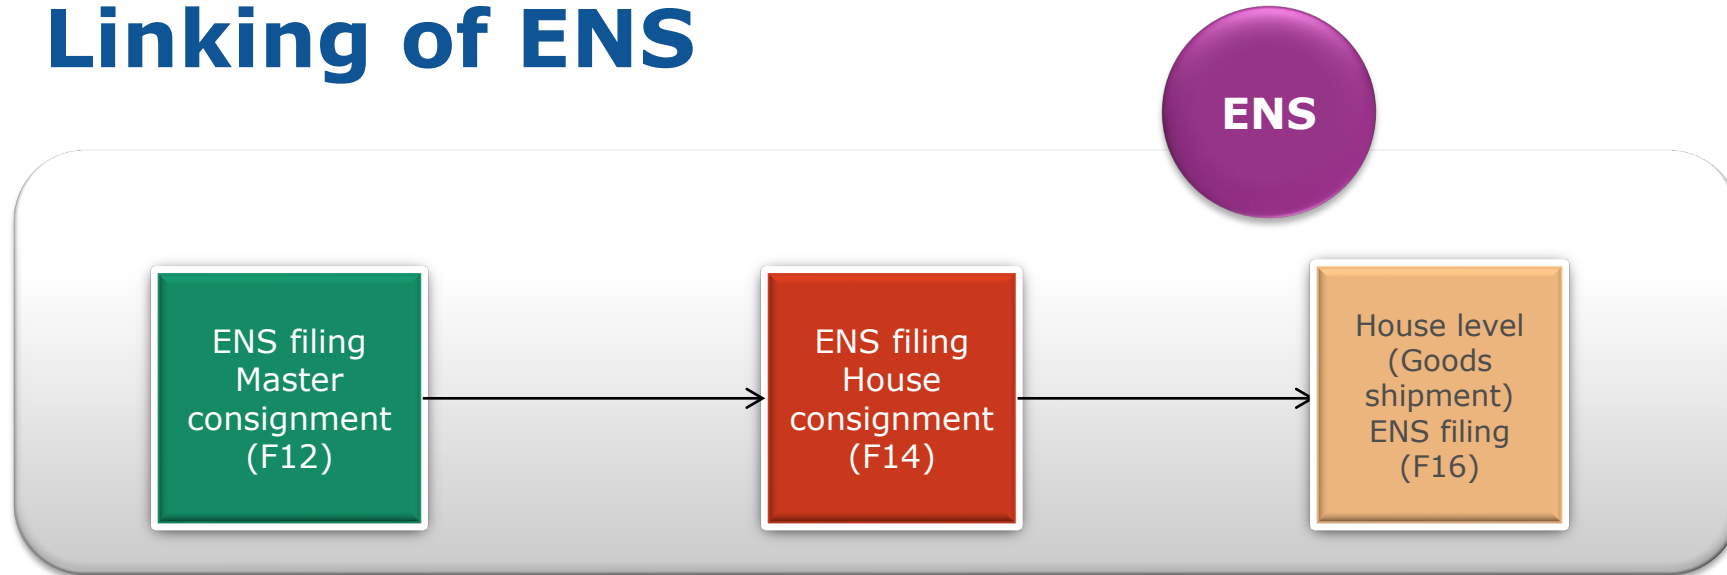 Linking of ENS
ENS
ENS filing
Master
consignment
(F12)
ENS filing
House
consignment
(F14)
House level
(Goods
shipment)
ENS filing
(F16)